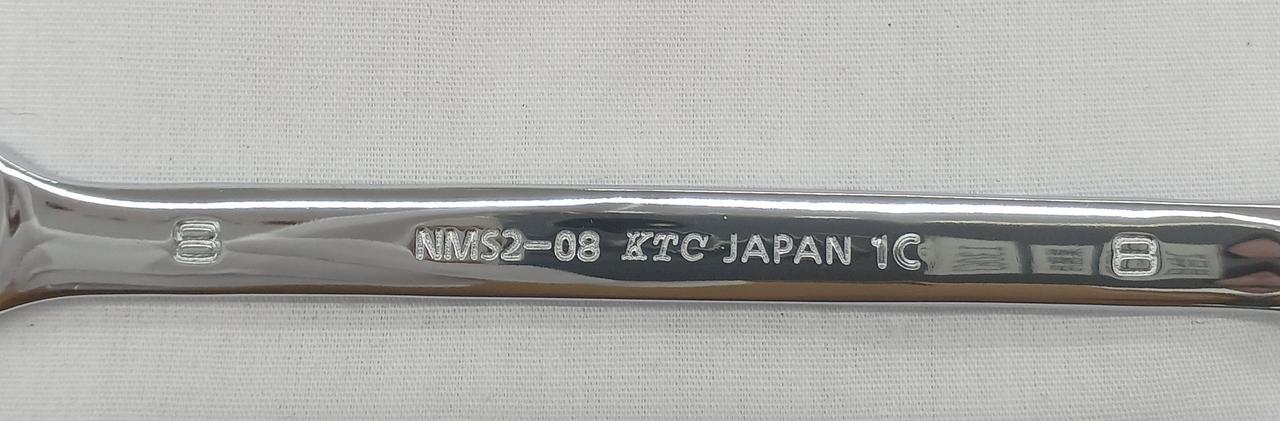 8 NMS2-08 KTC JAPAN 1C 8